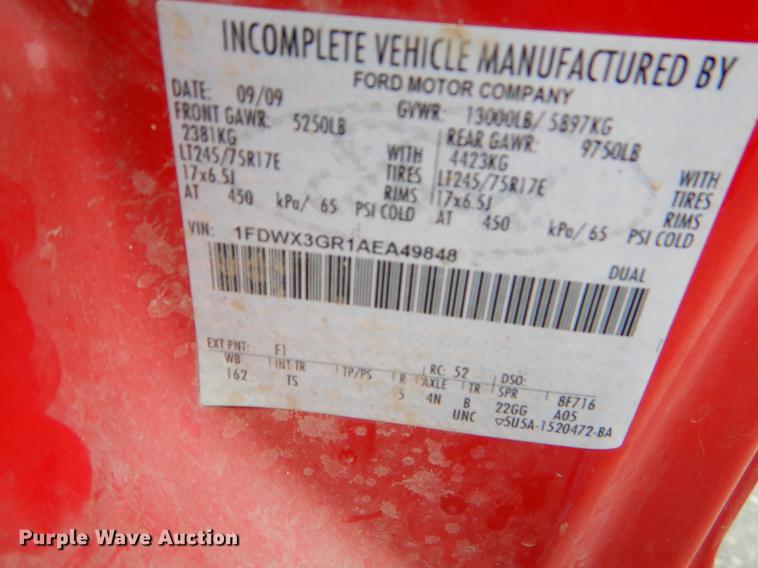 INCOMPLETE VEHICLE MANUFACTURED BY
FORD MOTOR COMPANY
DATE: 09/09 GVWR: 13000LB/ 5897KG
FRONT GAWR: 5250LB REAR GAWR: 9750LB
2381KG WITH 4423KG WITH
LT245/75R17E TIRES LT245/75R17E TIRES
17x6.5J RIMS 17x6.5J RIMS
AT 450 kPa/ 65 PSI COLD AT 450 kPa/ 65 PSI COLD
VIN: 1FDWX3GR1AEA49848
DUAL
EXT PNT: F1 RC: 52 DSO: 8F716
WB INT TR TP/PS R AXLE TR SPR
162 TS 5 4N B 22GG A05
UNC ▽5U5A-1520472-BA
Purple Wave Auction